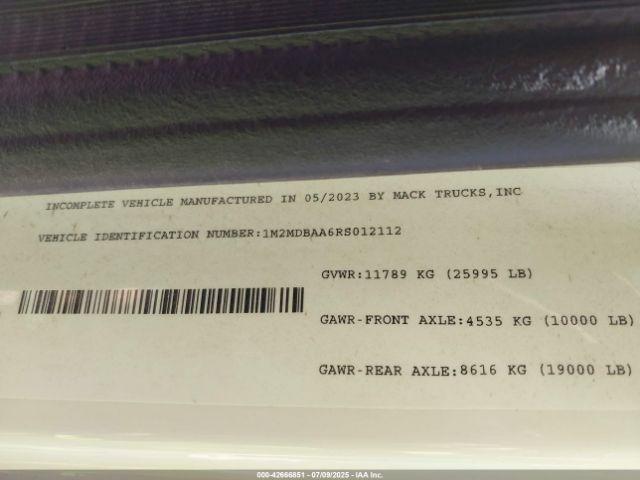 INCOMPLETE VEHICLE MANUFACTURED IN 05/2023 BY MACK TRUCKS,INC
VEHICLE IDENTIFICATION NUMBER:1M2MDBAA6RS012112
GVWR:11789 KG (25995 LB)
GAWR-FRONT AXLE:4535 KG (10000 LB)
GAWR-REAR AXLE:8616 KG (19000 LB)
000-42666851 / 07/09/2025 - IAA Inc.